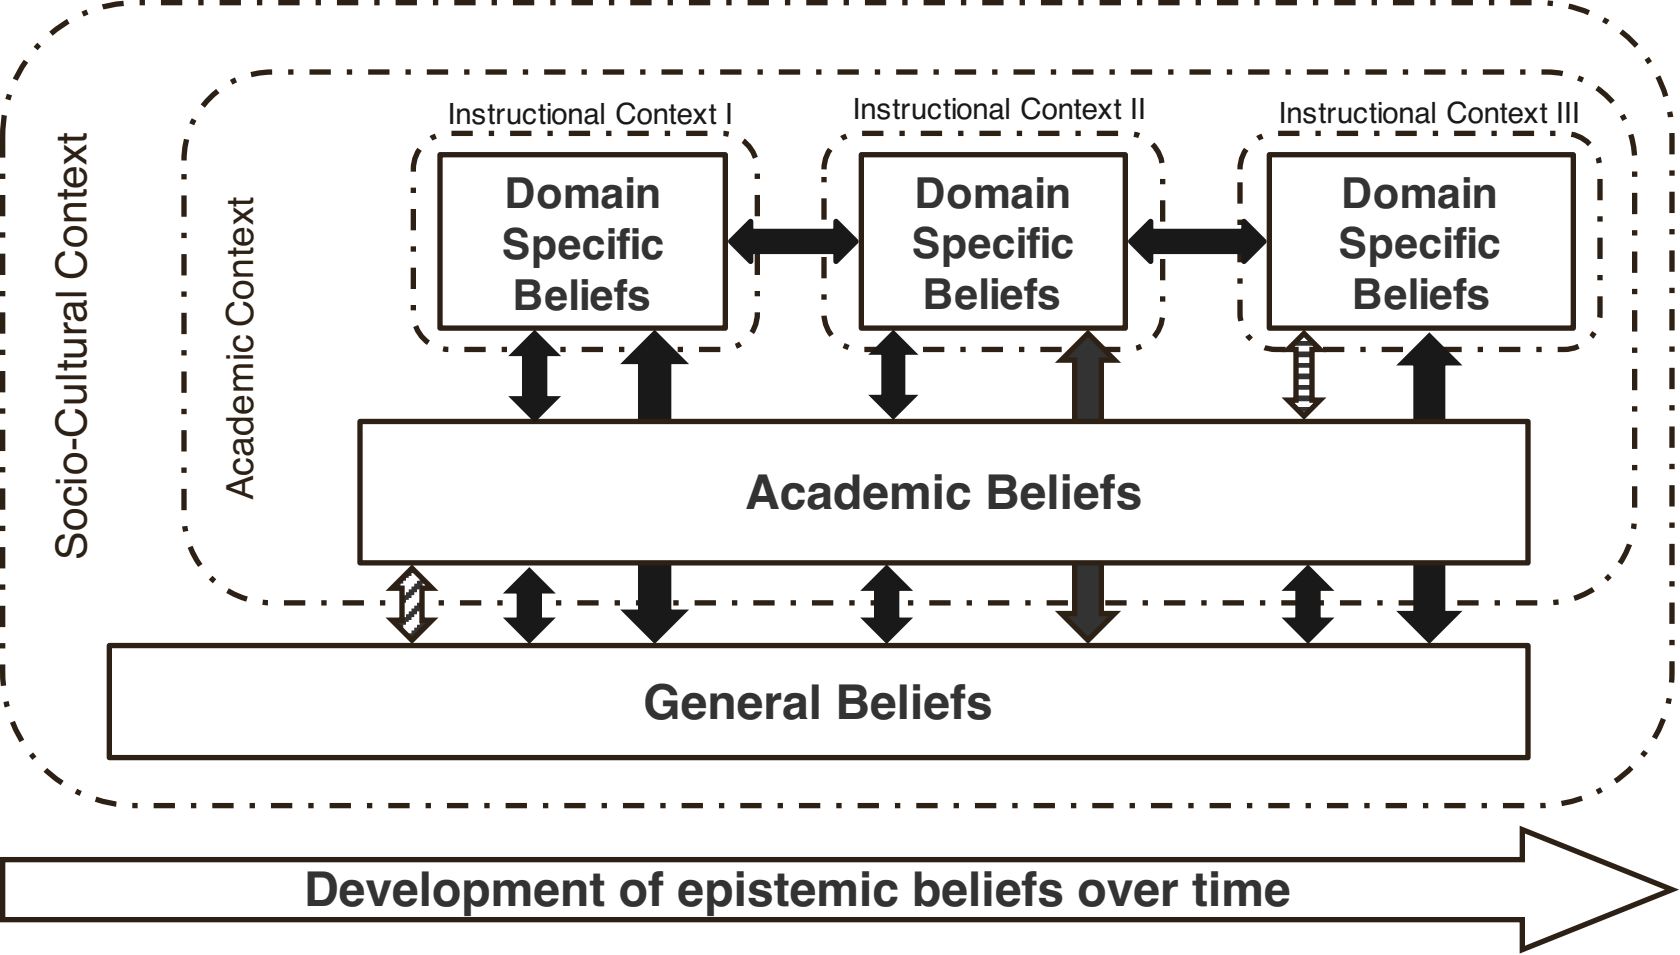 Socio-Cultural Context
Academic Context
Instructional Context I
Instructional Context II
Instructional Context III
Domain
Specific
Beliefs
Domain
Specific
Beliefs
Domain
Specific
Beliefs
Academic Beliefs
General Beliefs
Development of epistemic beliefs over time